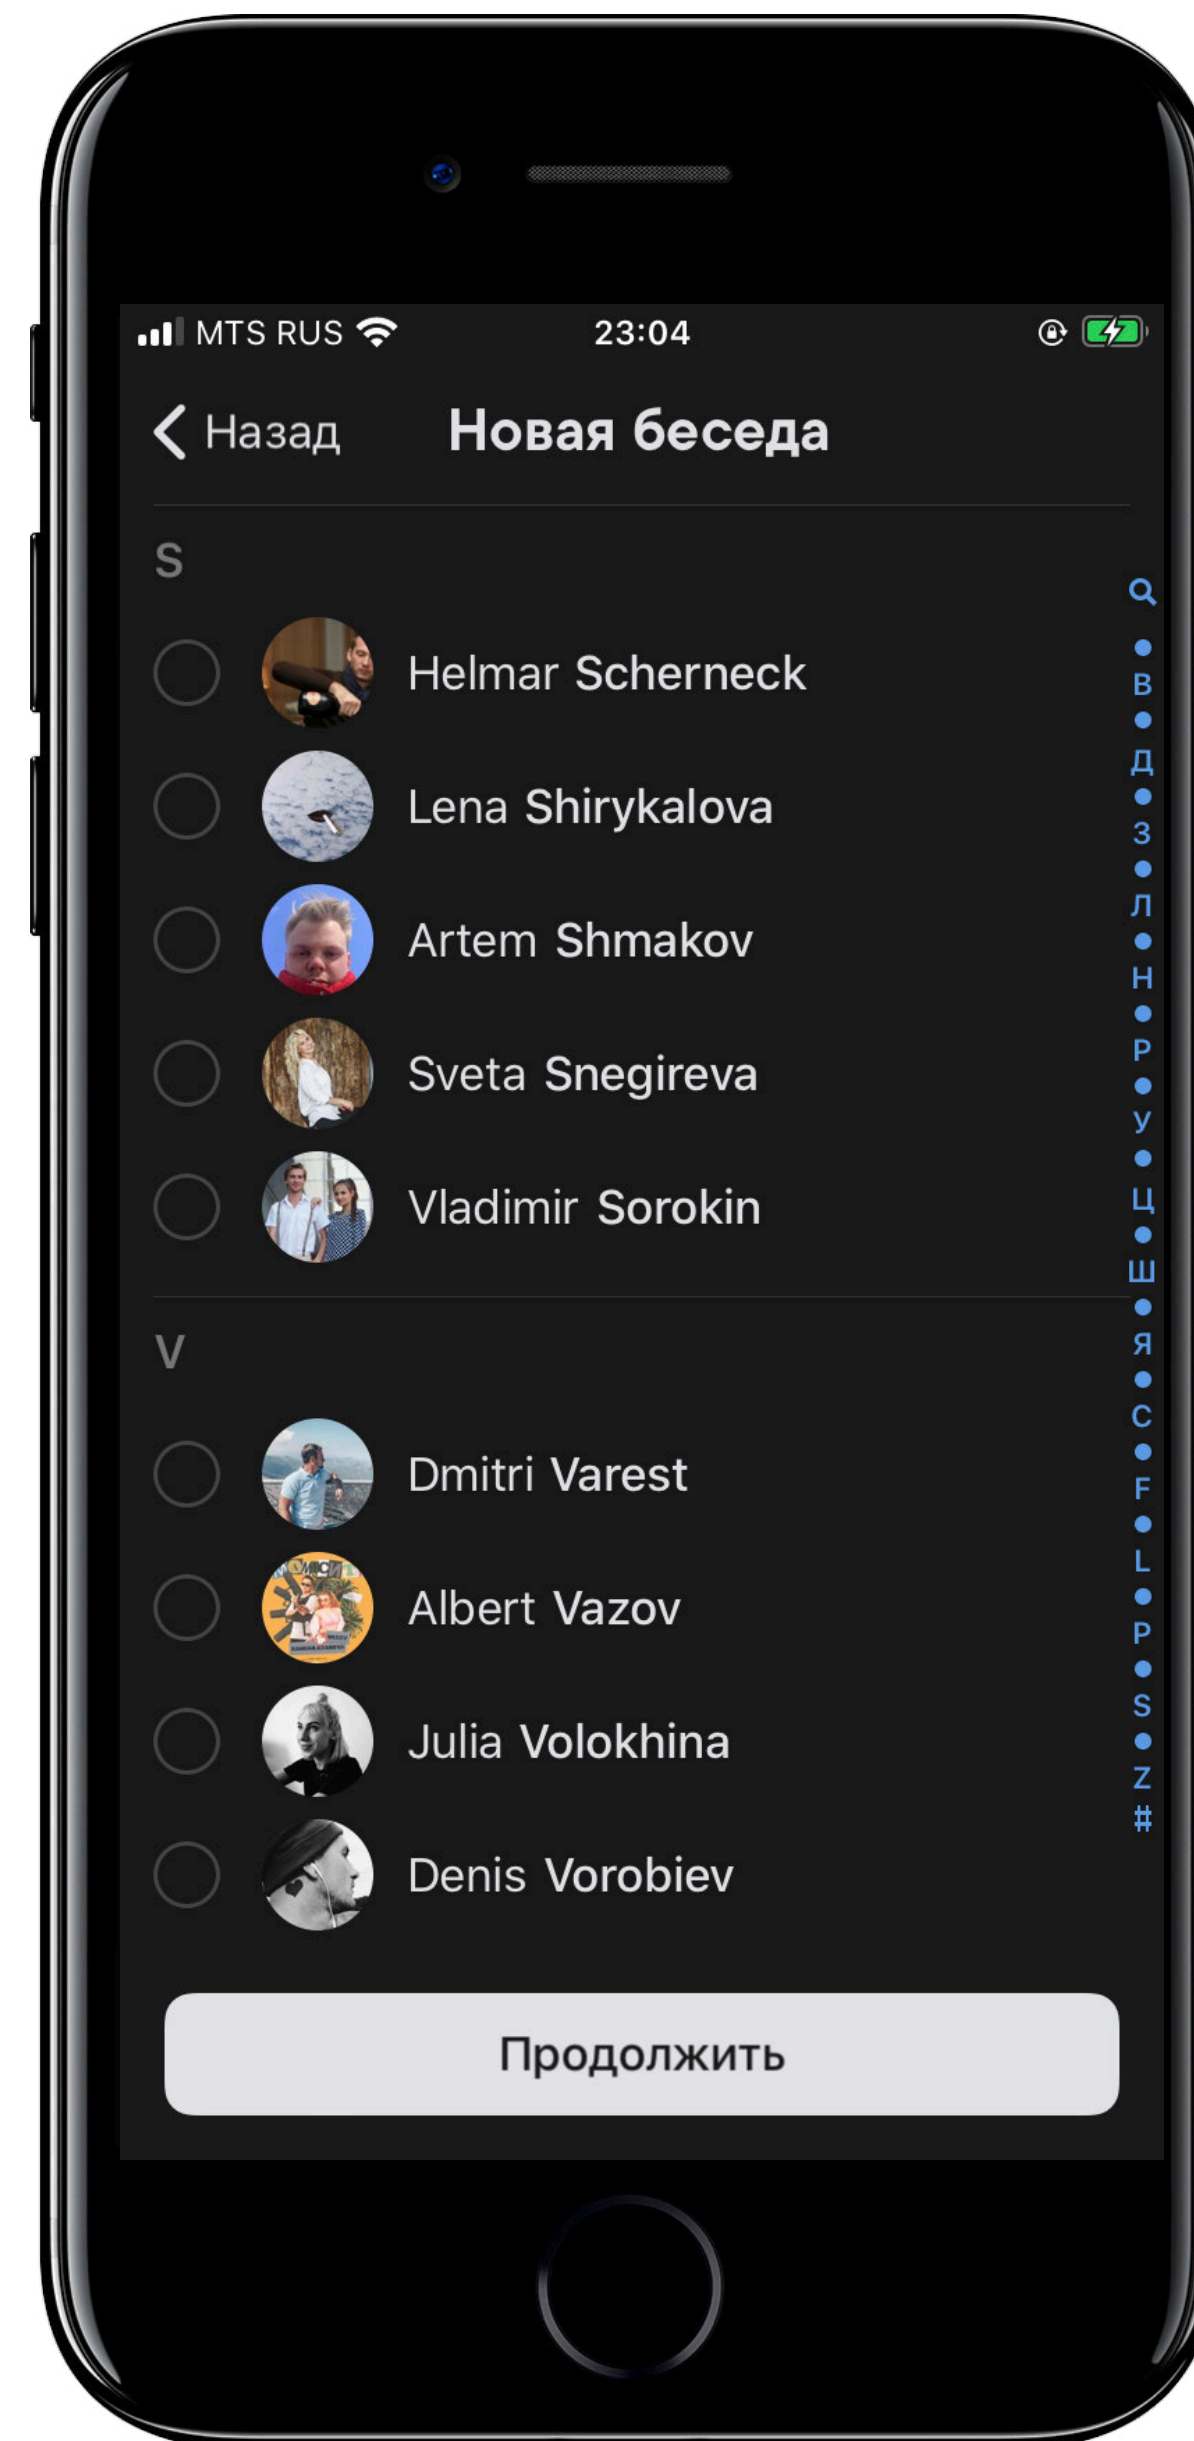 MTS RUS 23:04
Назад Новая беседа
S
Helmar Scherneck
Lena Shirykalova
Artem Shmakov
Sveta Snegireva
Vladimir Sorokin
V
Dmitri Varest
Albert Vazov
Julia Volokhina
Denis Vorobiev
Продолжить
В
Д
З
Л
Н
Р
У
Ц
Ш
Я
C
F
L
P
S
Z
#